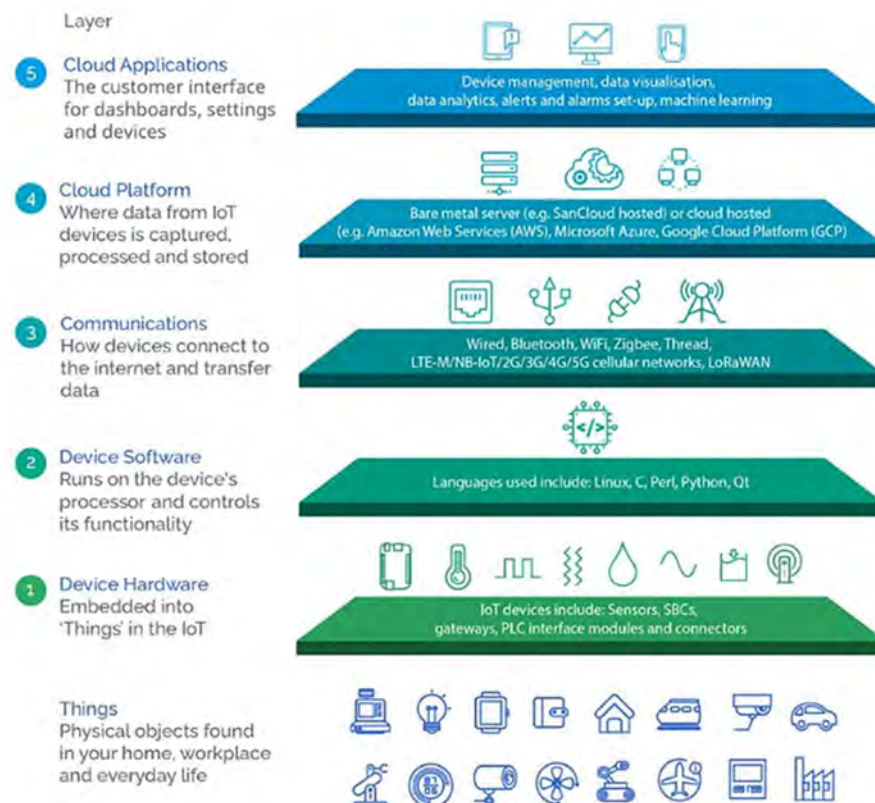 Layer
5
Cloud Applications
The customer interface
for dashboards, settings
and devices
Device management, data visualisation,
data analytics, alerts and alarms set-up, machine learning
4
Cloud Platform
Where data from IoT
devices is captured,
processed and stored
Bare metal server (e.g. SanCloud hosted) or cloud hosted
(e.g. Amazon Web Services (AWS), Microsoft Azure, Google Cloud Platform (GCP)
3
Communications
How devices connect to
the internet and transfer
data
Wired, Bluetooth, WiFi, Zigbee, Thread,
LTE-M/NB-IoT/2G/3G/4G/5G cellular networks, LoRaWAN
2
Device Software
Runs on the device's
processor and controls
its functionality
</>
Languages used include: Linux, C, Perl, Python, Qt
1
Device Hardware
Embedded into
'Things' in the IoT
IoT devices include: Sensors, SBCs,
gateways, PLC interface modules and connectors
Things
Physical objects found
in your home, workplace
and everyday life